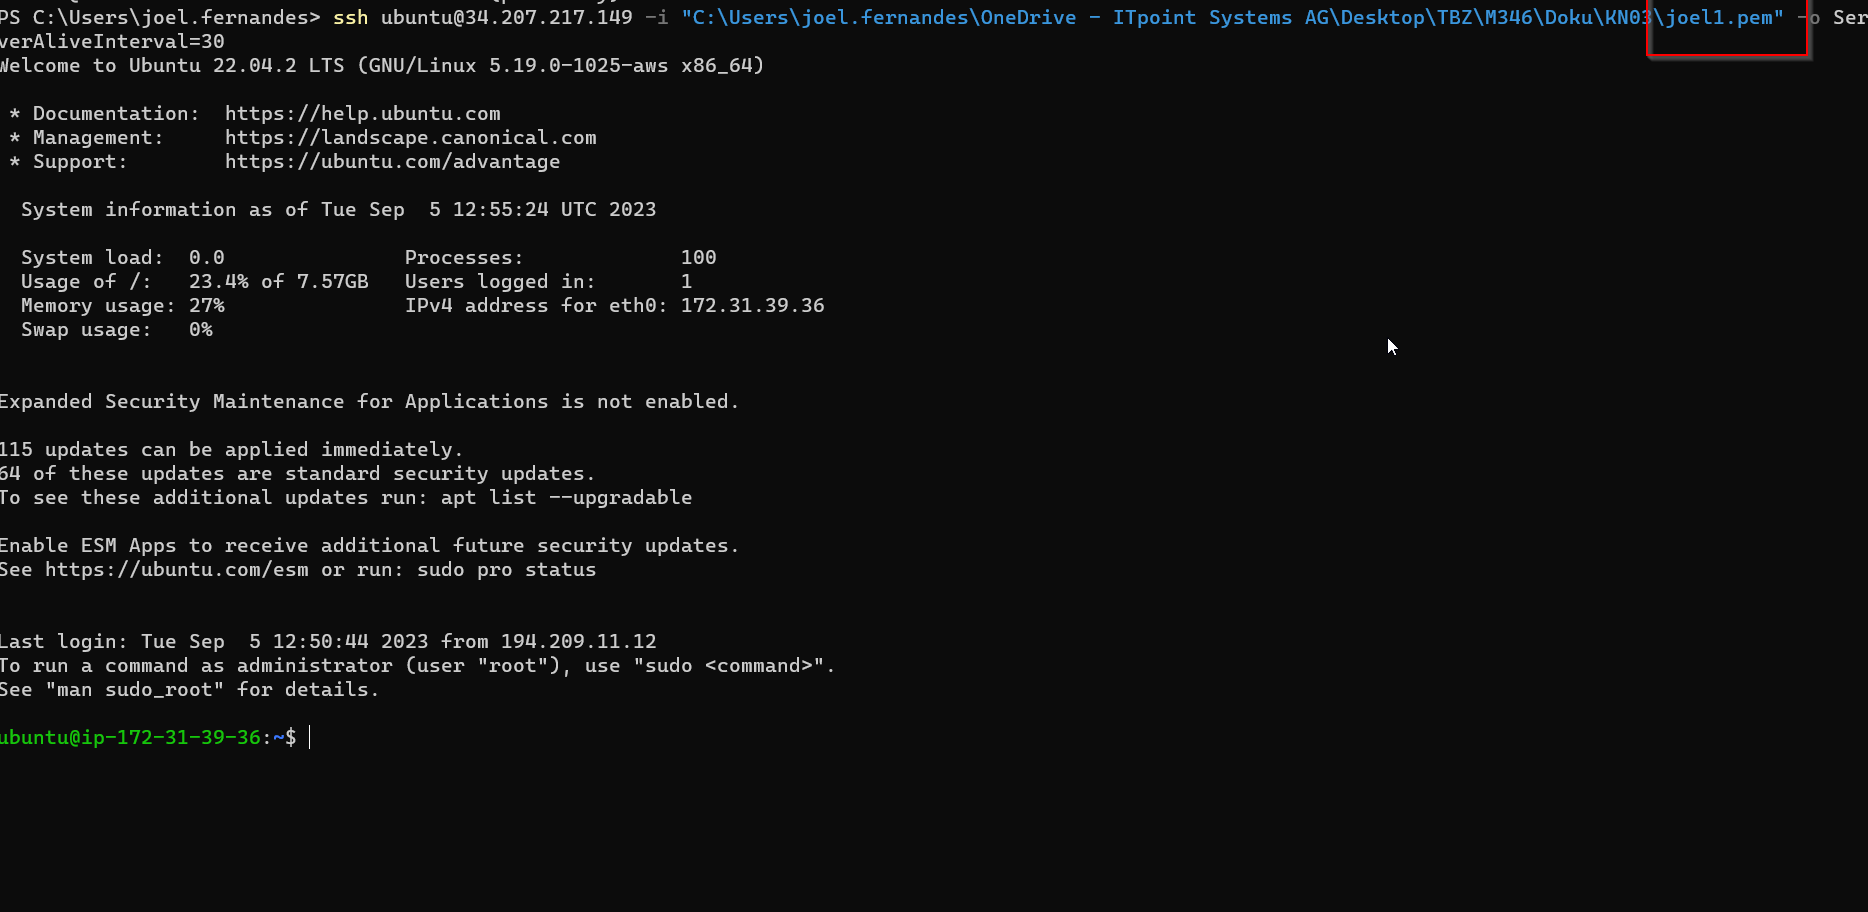 PS C:\Users\joel.fernandes> ssh ubuntu@34.207.217.149 -i "C:\Users\joel.fernandes\OneDrive - ITpoint Systems AG\Desktop\TBZ\M346\Doku\KN03\joel1.pem" -o Ser
verAliveInterval=30
Welcome to Ubuntu 22.04.2 LTS (GNU/Linux 5.19.0-1025-aws x86_64)
* Documentation:  https://help.ubuntu.com
* Management:     https://landscape.canonical.com
* Support:        https://ubuntu.com/advantage
System information as of Tue Sep  5 12:55:24 UTC 2023
System load:  0.0               Processes:             100
Usage of /:   23.4% of 7.57GB   Users logged in:       1
Memory usage: 27%               IPv4 address for eth0: 172.31.39.36
Swap usage:   0%
Expanded Security Maintenance for Applications is not enabled.
115 updates can be applied immediately.
64 of these updates are standard security updates.
To see these additional updates run: apt list --upgradable
Enable ESM Apps to receive additional future security updates.
See https://ubuntu.com/esm or run: sudo pro status
Last login: Tue Sep  5 12:50:44 2023 from 194.209.11.12
To run a command as administrator (user "root"), use "sudo <command>".
See "man sudo_root" for details.
ubuntu@ip-172-31-39-36:~$